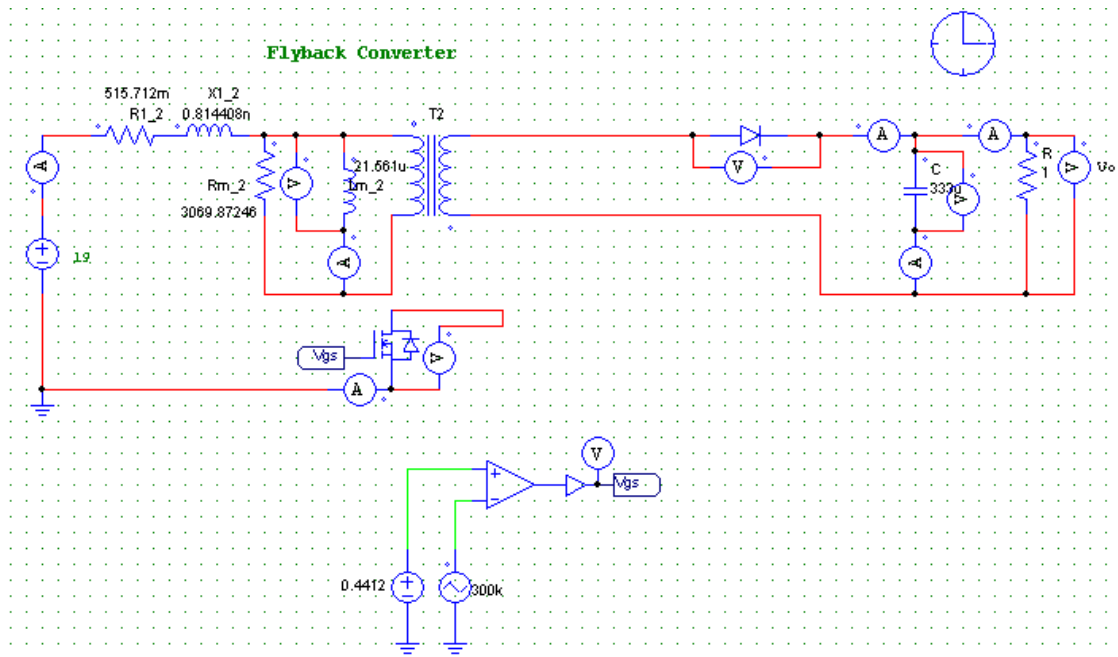 Flyback Converter
515.712m
R1_2
X1_2
0.814408n
T2
A
Rm_2
3069.87246
V
21.561u
Lm_2
A
19
V
A
C
333u
V
A
A
R
1
V
Vo
Vgs
V
A
V
Vgs
0.4412
300k